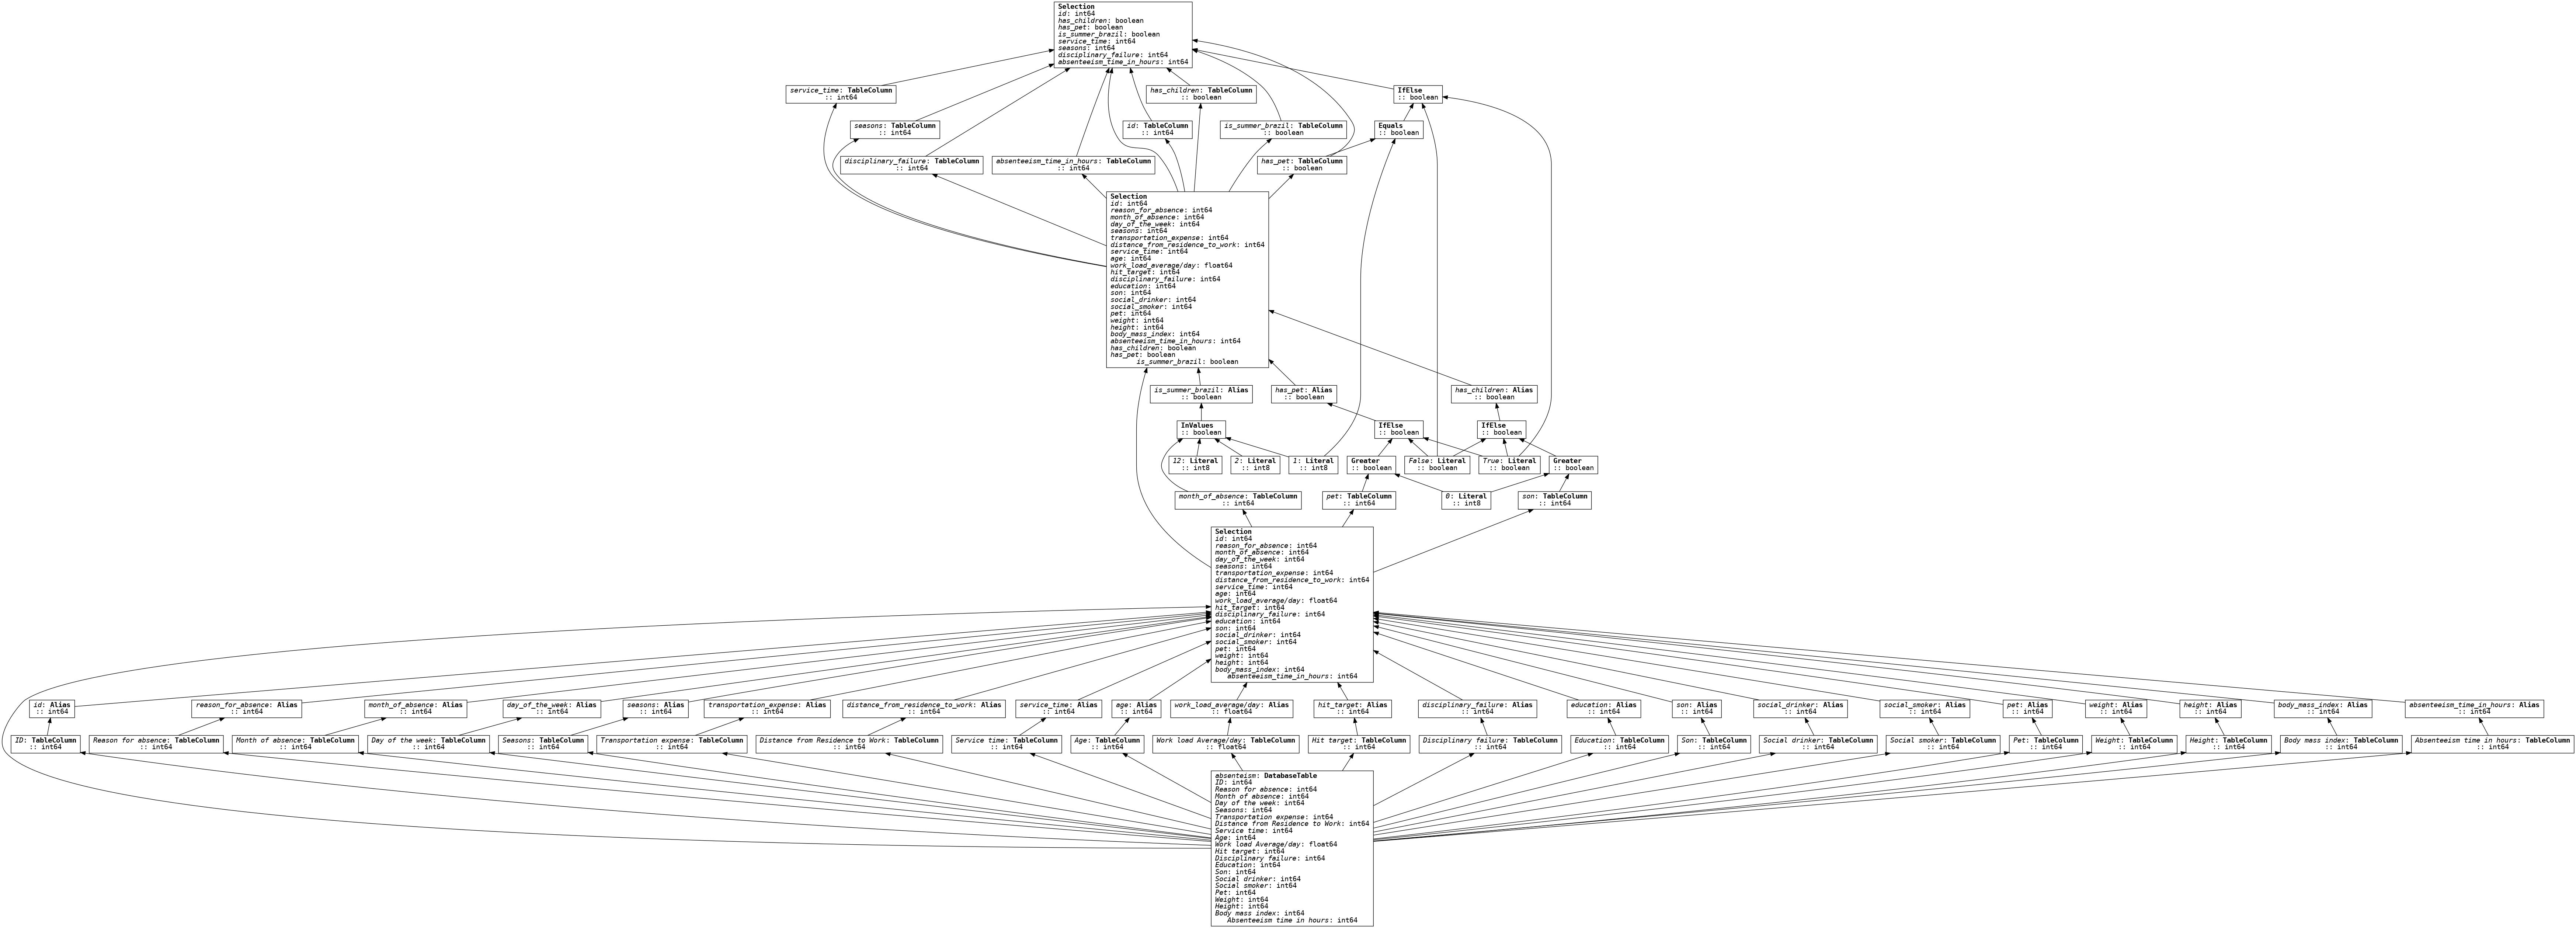 Selection
id: int64
has_children: boolean
has_pet: boolean
is_summer_brazil: boolean
service_time: int64
seasons: int64
disciplinary_failure: int64
absenteeism_time_in_hours: int64
service_time: TableColumn
:: int64
has_children: TableColumn
:: boolean
IfElse
:: boolean
seasons: TableColumn
:: int64
id: TableColumn
:: int64
is_summer_brazil: TableColumn
:: boolean
Equals
:: boolean
disciplinary_failure: TableColumn
:: int64
absenteeism_time_in_hours: TableColumn
:: int64
has_pet: TableColumn
:: boolean
Selection
id: int64
reason_for_absence: int64
month_of_absence: int64
day_of_the_week: int64
seasons: int64
transportation_expense: int64
distance_from_residence_to_work: int64
service_time: int64
age: int64
work_load_average/day: float64
hit_target: int64
disciplinary_failure: int64
education: int64
son: int64
social_drinker: int64
social_smoker: int64
pet: int64
weight: int64
height: int64
body_mass_index: int64
absenteeism_time_in_hours: int64
has_children: boolean
has_pet: boolean
is_summer_brazil: boolean
is_summer_brazil: Alias
:: boolean
has_pet: Alias
:: boolean
has_children: Alias
:: boolean
InValues
:: boolean
IfElse
:: boolean
IfElse
:: boolean
12: Literal
:: int8
2: Literal
:: int8
1: Literal
:: int8
Greater
:: boolean
False: Literal
:: boolean
True: Literal
:: boolean
Greater
:: boolean
month_of_absence: TableColumn
:: int64
pet: TableColumn
:: int64
0: Literal
:: int8
son: TableColumn
:: int64
Selection
id: int64
reason_for_absence: int64
month_of_absence: int64
day_of_the_week: int64
seasons: int64
transportation_expense: int64
distance_from_residence_to_work: int64
service_time: int64
age: int64
work_load_average/day: float64
hit_target: int64
disciplinary_failure: int64
education: int64
son: int64
social_drinker: int64
social_smoker: int64
pet: int64
weight: int64
height: int64
body_mass_index: int64
absenteeism_time_in_hours: int64
id: Alias
:: int64
reason_for_absence: Alias
:: int64
month_of_absence: Alias
:: int64
day_of_the_week: Alias
:: int64
seasons: Alias
:: int64
transportation_expense: Alias
:: int64
distance_from_residence_to_work: Alias
:: int64
service_time: Alias
:: int64
age: Alias
:: int64
work_load_average/day: Alias
:: float64
hit_target: Alias
:: int64
disciplinary_failure: Alias
:: int64
education: Alias
:: int64
son: Alias
:: int64
social_drinker: Alias
:: int64
social_smoker: Alias
:: int64
pet: Alias
:: int64
weight: Alias
:: int64
height: Alias
:: int64
body_mass_index: Alias
:: int64
absenteeism_time_in_hours: Alias
:: int64
ID: TableColumn
:: int64
Reason for absence: TableColumn
:: int64
Month of absence: TableColumn
:: int64
Day of the week: TableColumn
:: int64
Seasons: TableColumn
:: int64
Transportation expense: TableColumn
:: int64
Distance from Residence to Work: TableColumn
:: int64
Service time: TableColumn
:: int64
Age: TableColumn
:: int64
Work load Average/day: TableColumn
:: float64
Hit target: TableColumn
:: int64
Disciplinary failure: TableColumn
:: int64
Education: TableColumn
:: int64
Son: TableColumn
:: int64
Social drinker: TableColumn
:: int64
Social smoker: TableColumn
:: int64
Pet: TableColumn
:: int64
Weight: TableColumn
:: int64
Height: TableColumn
:: int64
Body mass index: TableColumn
:: int64
Absenteeism time in hours: TableColumn
:: int64
absenteism: DatabaseTable
ID: int64
Reason for absence: int64
Month of absence: int64
Day of the week: int64
Seasons: int64
Transportation expense: int64
Distance from Residence to Work: int64
Service time: int64
Age: int64
Work load Average/day: float64
Hit target: int64
Disciplinary failure: int64
Education: int64
Son: int64
Social drinker: int64
Social smoker: int64
Pet: int64
Weight: int64
Height: int64
Body mass index: int64
Absenteeism time in hours: int64